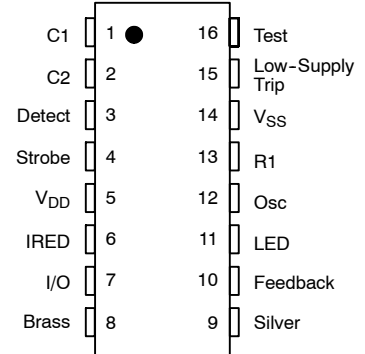 C1 1 16 Test
C2 2 15 Low-Supply Trip
Detect 3 14 VSS
Strobe 4 13 R1
VDD 5 12 Osc
IRED 6 11 LED
I/O 7 10 Feedback
Brass 8 9 Silver